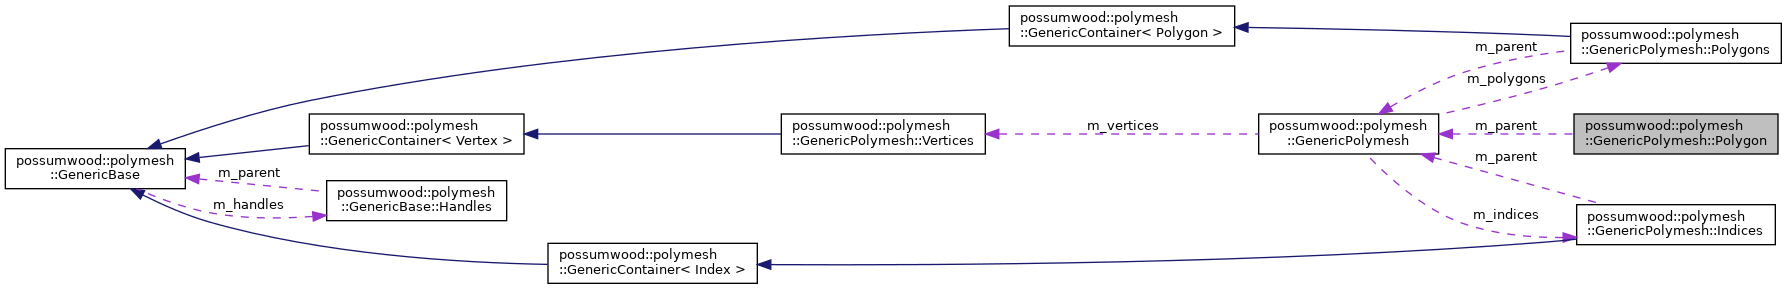 possumwood::polymesh
::GenericContainer< Polygon >
possumwood::polymesh
::GenericPolymesh::Polygons
m_parent
m_polygons
possumwood::polymesh
::GenericContainer< Vertex >
possumwood::polymesh
::GenericPolymesh::Vertices
m_vertices
possumwood::polymesh
::GenericPolymesh
m_parent
possumwood::polymesh
::GenericPolymesh::Polygon
possumwood::polymesh
::GenericBase
m_parent
m_handles
possumwood::polymesh
::GenericBase::Handles
m_parent
m_indices
possumwood::polymesh
::GenericPolymesh::Indices
possumwood::polymesh
::GenericContainer< Index >